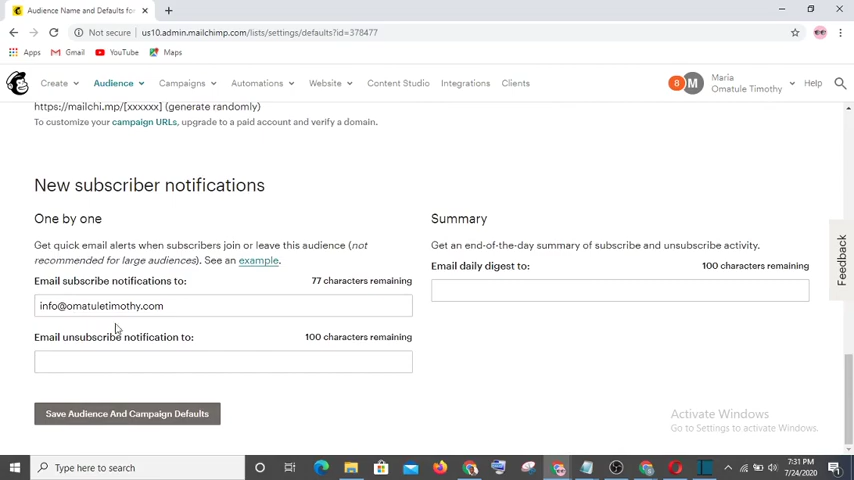 Audience Name and Defaults for
Not secure
us10.admin.mailchimp.com/lists/settings/defaults?id=378477
Apps
Gmail
YouTube
Maps
Create
Audience
Campaigns
Automations
Website
Content Studio
Integrations
Clients
8
M
Maria
Omatule Timothy
Help
https://mailchi.mp/[xxxxxx] (generate randomly)
To customize your campaign URLs, upgrade to a paid account and verify a domain.
New subscriber notifications
One by one
Get quick email alerts when subscribers join or leave this audience (not
recommended for large audiences). See an example.
Email subscribe notifications to:
77 characters remaining
info@omatuletimothy.com
Email unsubscribe notification to:
100 characters remaining
Save Audience And Campaign Defaults
Summary
Get an end-of-the-day summary of subscribe and unsubscribe activity.
Email daily digest to:
100 characters remaining
Feedback
Activate Windows
Go to Settings to activate Windows.
Type here to search
7:31 PM
7/24/2020